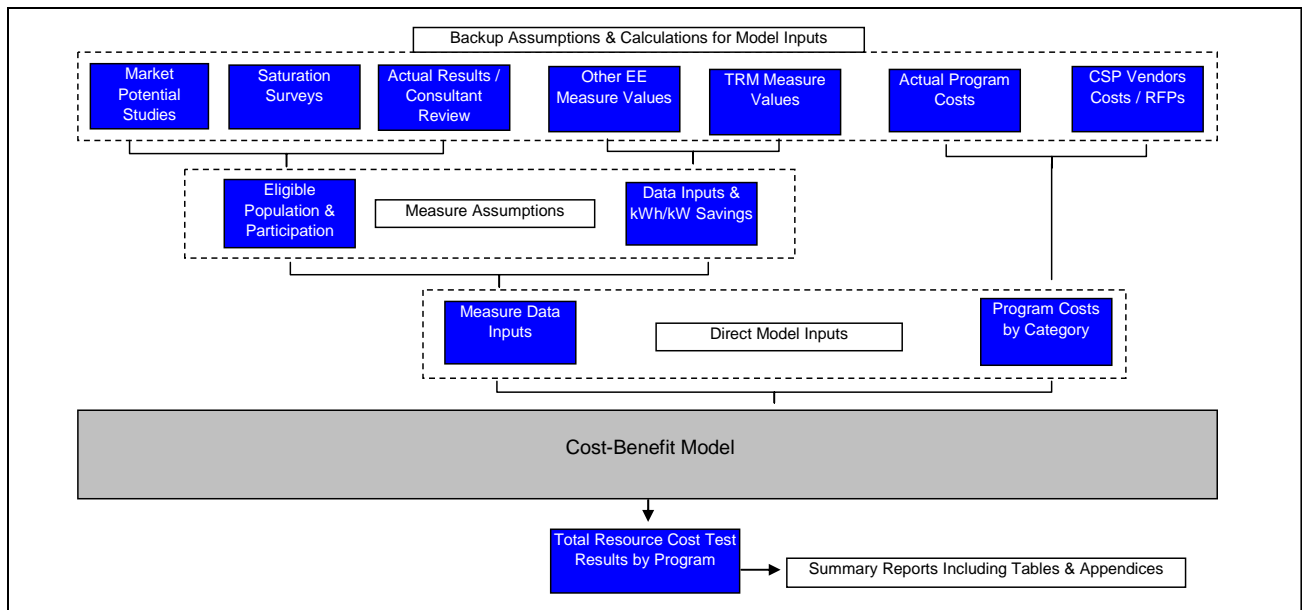 Backup Assumptions & Calculations for Model Inputs
Market
Potential
Studies
Saturation
Surveys
Actual Results /
Consultant
Review
Other EE
Measure Values
TRM Measure
Values
Actual Program
Costs
CSP Vendors
Costs / RFPs
Eligible
Population &
Participation
Measure Assumptions
Data Inputs &
kWh/kW Savings
Measure Data
Inputs
Direct Model Inputs
Program Costs
by Category
Cost-Benefit Model
Total Resource Cost Test
Results by Program
Summary Reports Including Tables & Appendices